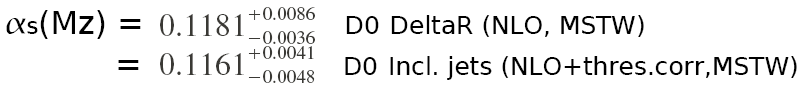 αs(Mz) = 0.1181 +0.0086 −0.0036 D0 DeltaR (NLO, MSTW)
= 0.1161 +0.0041 −0.0048 D0 Incl. jets (NLO+thres.corr,MSTW)